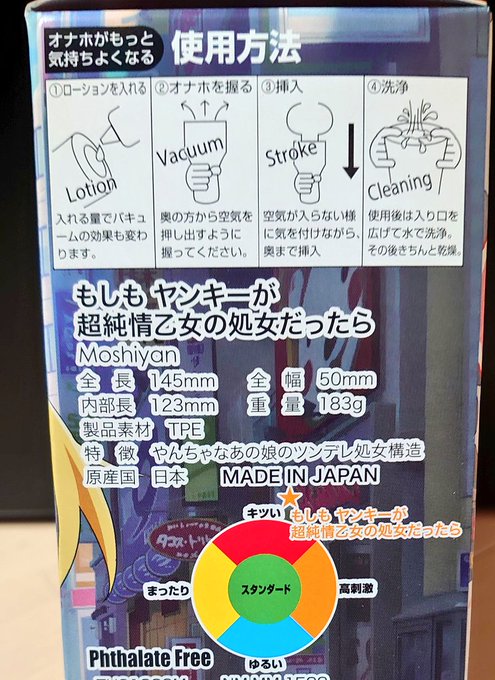 オナホがもっと
気持ちよくなる
使用方法
①ローションを入れる
Lotion
入れる量でバキュ
ームの効果も変わ
ります。
②オナホを握る
Vacuum
奥の方から空気を
押し出すように
握ってください。
③挿入
Stroke
空気が入らない様
に気を付けながら、
奥まで挿入
④洗浄
Cleaning
使用後は入り口を
広げて水で洗浄。
その後きちんと乾燥。
もしも ヤンキーが
超純情乙女の処女だったら
Moshiyan
全 長 145mm 全 幅 50mm
内部長 123mm 重 量 183g
製品素材 TPE
特 徴 やんちゃなあの娘のツンデレ処女構造
原産国 日本 MADE IN JAPAN
キツい
もしも ヤンキーが
超純情乙女の処女だったら
まったり
スタンダード
高刺激
ゆるい
Phthalate Free